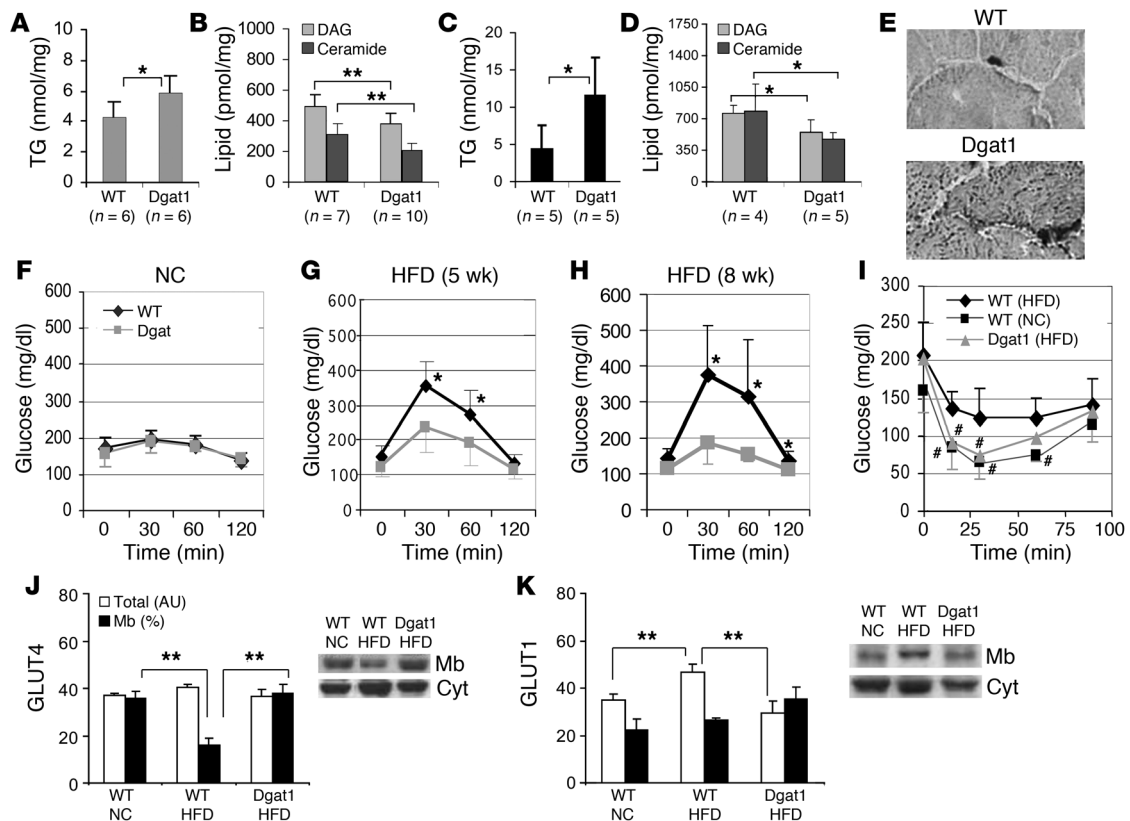 A
TG (nmol/mg)
10
8
6
4
2
0
*
WT
(n = 6)
Dgat1
(n = 6)
B
Lipid (pmol/mg)
1000
800
600
400
200
0
DAG
Ceramide
**
**
WT
(n = 7)
Dgat1
(n = 10)
C
TG (nmol/mg)
20
15
10
5
0
*
WT
(n = 5)
Dgat1
(n = 5)
D
Lipid (pmol/mg)
1750
1400
1050
700
350
0
DAG
Ceramide
*
*
WT
(n = 4)
Dgat1
(n = 5)
E
WT
Dgat1
F
NC
Glucose (mg/dl)
600
500
400
300
200
100
0
WT
Dgat
0 30 60 120
Time (min)
G
HFD (5 wk)
Glucose (mg/dl)
600
500
400
300
200
100
0
*
*
0 30 60 120
Time (min)
H
HFD (8 wk)
Glucose (mg/dl)
600
500
400
300
200
100
0
*
*
*
0 30 60 120
Time (min)
I
Glucose (mg/dl)
300
250
200
150
100
50
0
WT (HFD)
WT (NC)
Dgat1 (HFD)
#
#
#
#
#
0 25 50 75 100
Time (min)
J
GLUT4
80
60
40
20
0
Total (AU)
Mb (%)
**
**
WT
NC
WT
HFD
Dgat1
HFD
WT WT Dgat1
NC HFD HFD
Mb
Cyt
K
GLUT1
80
60
40
20
0
**
**
WT
NC
WT
HFD
Dgat1
HFD
WT WT Dgat1
NC HFD HFD
Mb
Cyt